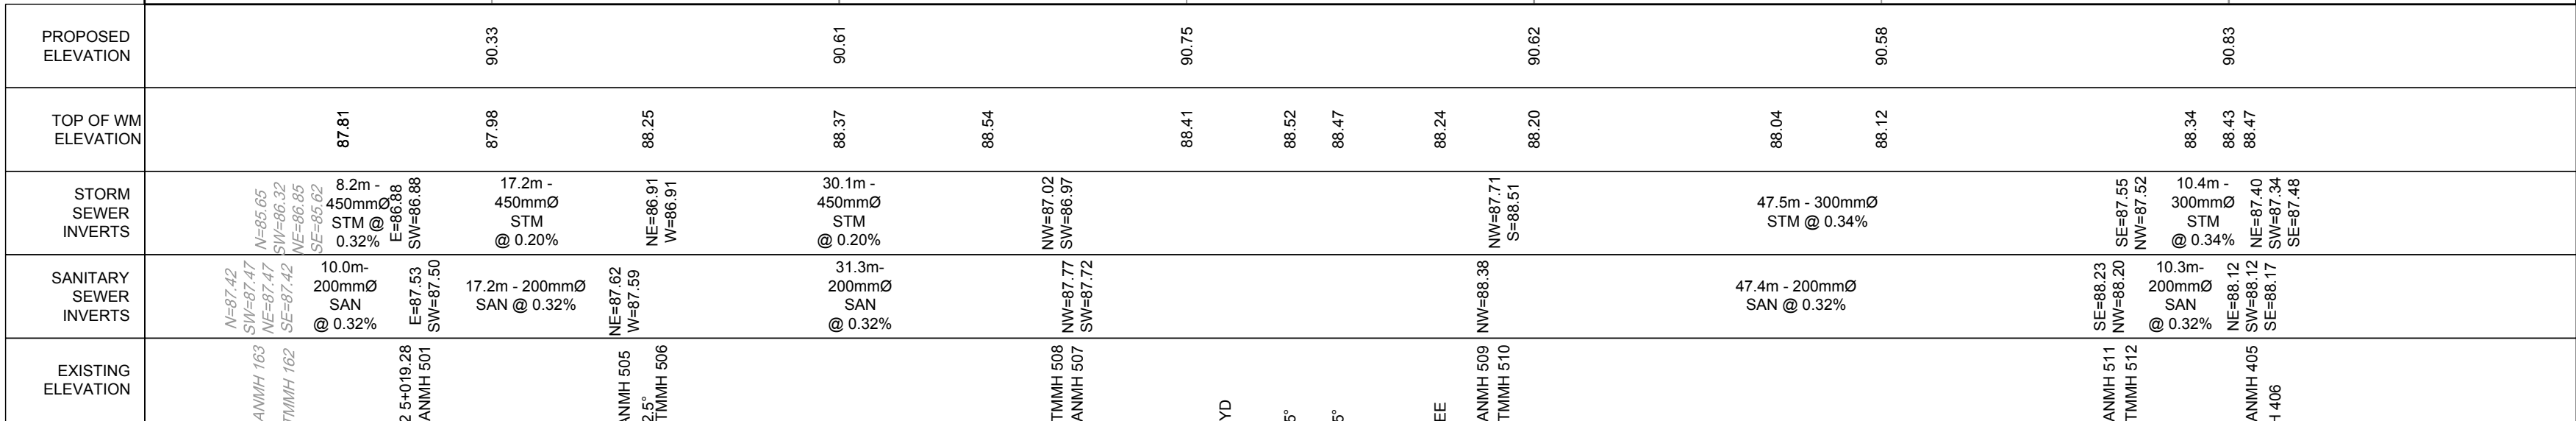 PROPOSED
ELEVATION
90.33
90.61
90.75
90.62
90.58
90.83
TOP OF WM
ELEVATION
87.81
87.98
88.25
88.37
88.54
88.41
88.52
88.47
88.24
88.20
88.04
88.12
88.34
88.43
88.47
STORM
SEWER
INVERTS
N=85.65
SW=86.32
NE=86.85
SE=85.62
8.2m -
450mmØ
STM @
0.32%
E=86.88
SW=86.88
17.2m -
450mmØ
STM
@ 0.20%
NE=86.91
W=86.91
30.1m -
450mmØ
STM
@ 0.20%
NW=87.02
SW=86.97
NW=87.71
S=88.51
47.5m - 300mmØ
STM @ 0.34%
SE=87.55
NW=87.52
10.4m -
300mmØ
STM
@ 0.34%
NE=87.40
SW=87.34
SE=87.48
SANITARY
SEWER
INVERTS
N=87.42
SW=87.47
NE=87.47
SE=87.42
10.0m-
200mmØ
SAN
@ 0.32%
E=87.53
SW=87.50
17.2m - 200mmØ
SAN @ 0.32%
NE=87.62
W=87.59
31.3m-
200mmØ
SAN
@ 0.32%
NW=87.77
SW=87.72
NW=88.38
47.4m - 200mmØ
SAN @ 0.32%
SE=88.23
NW=88.20
10.3m-
200mmØ
SAN
@ 0.32%
NE=88.12
SW=88.12
SE=88.17
EXISTING
ELEVATION
ANMH 163
TMMH 162
2 5+019.28
ANMH 501
ANMH 505
2.5°
TMMH 506
TMMH 508
ANMH 507
YD
5°
5°
EE
ANMH 509
TMMH 510
ANMH 511
TMMH 512
ANMH 405
H 406